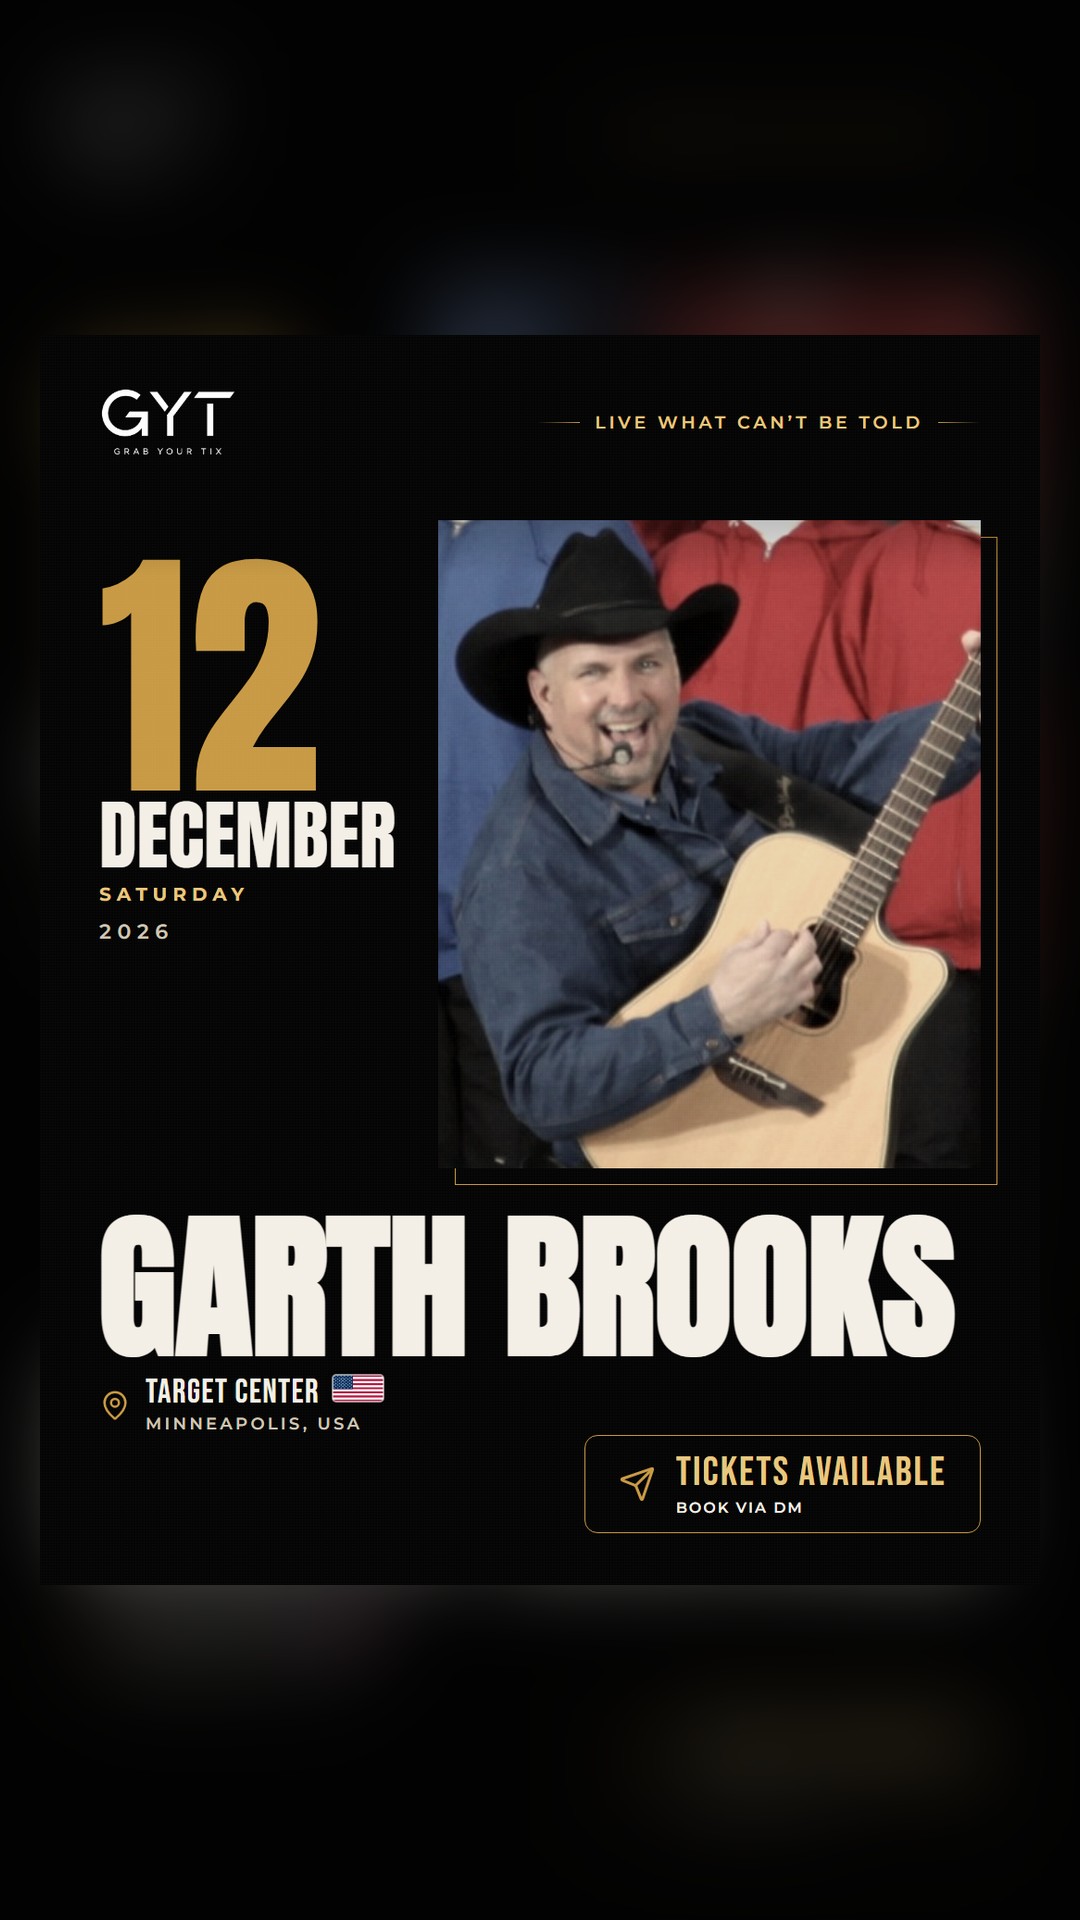 GYT
GRAB YOUR TIX
LIVE WHAT CAN’T BE TOLD
12
DECEMBER
SATURDAY
2026
GARTH BROOKS
TARGET CENTER
MINNEAPOLIS, USA
TICKETS AVAILABLE
BOOK VIA DM